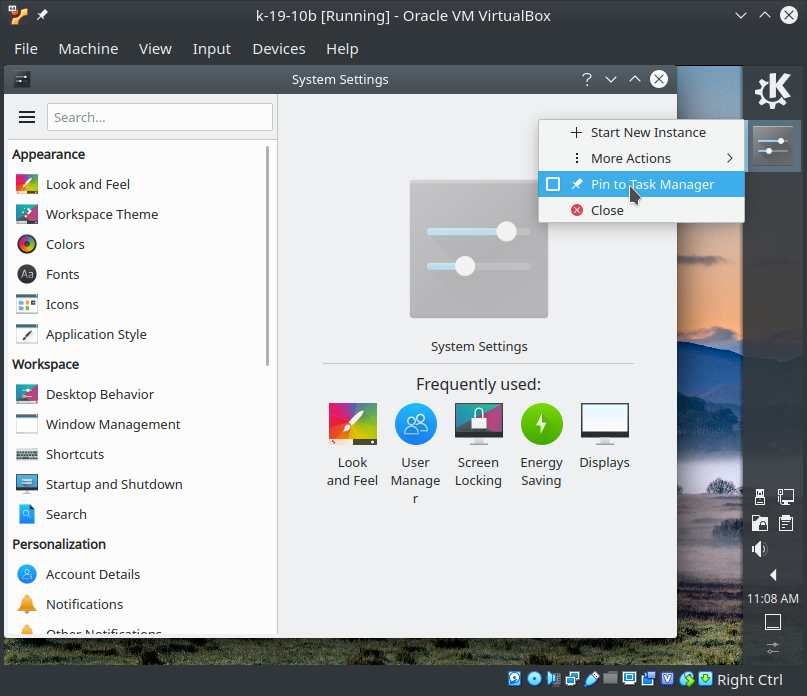 k-19-10b [Running] - Oracle VM VirtualBox
File Machine View Input Devices Help
System Settings
Search...
Appearance
Look and Feel
Workspace Theme
Colors
Aa Fonts
Icons
Application Style
Workspace
Desktop Behavior
Window Management
Shortcuts
Startup and Shutdown
Search
Personalization
Account Details
Notifications
Other Notifications
System Settings
Frequently used:
Look
and Feel
User
Manage
r
Screen
Locking
Energy
Saving
Displays
Start New Instance
More Actions
Pin to Task Manager
Close
11:08 AM
Right Ctrl